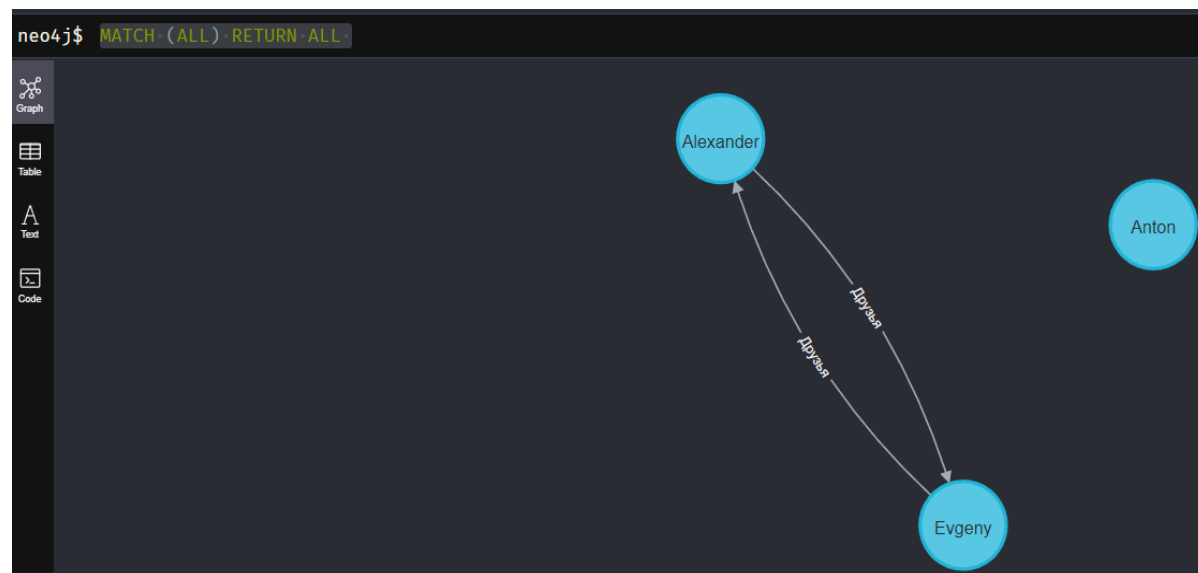 neo4j$ MATCH (ALL) RETURN ALL
Graph
Table
Text
Code
Alexander
Anton
Друзья
Друзья
Evgeny